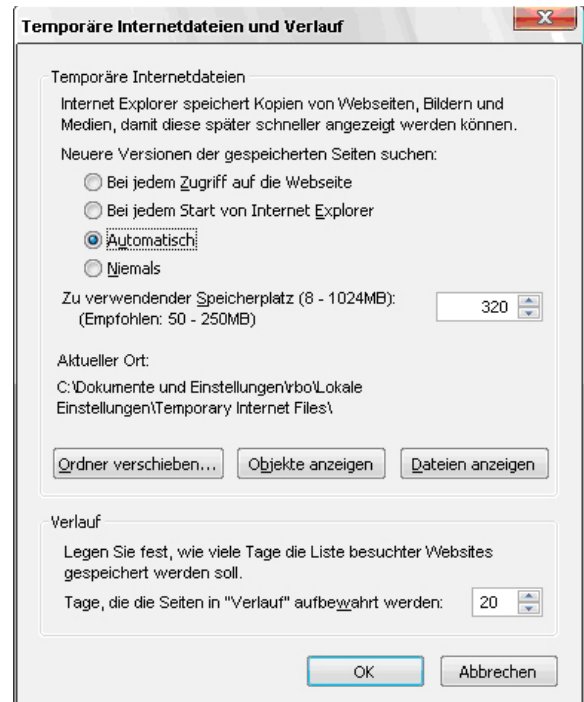 Temporäre Internetdateien und Verlauf
Temporäre Internetdateien
Internet Explorer speichert Kopien von Webseiten, Bildern und
Medien, damit diese später schneller angezeigt werden können.
Neuere Versionen der gespeicherten Seiten suchen:
Bei jedem Zugriff auf die Webseite
Bei jedem Start von Internet Explorer
Automatisch
Niemals
Zu verwendender Speicherplatz (8 - 1024MB): 320
(Empfohlen: 50 - 250MB)
Aktueller Ort:
C:\Dokumente und Einstellungen\rbo\Lokale
Einstellungen\Temporary Internet Files\
Ordner verschieben... Objekte anzeigen Dateien anzeigen
Verlauf
Legen Sie fest, wie viele Tage die Liste besuchter Websites
gespeichert werden soll.
Tage, die die Seiten in "Verlauf" aufbewahrt werden: 20
OK Abbrechen